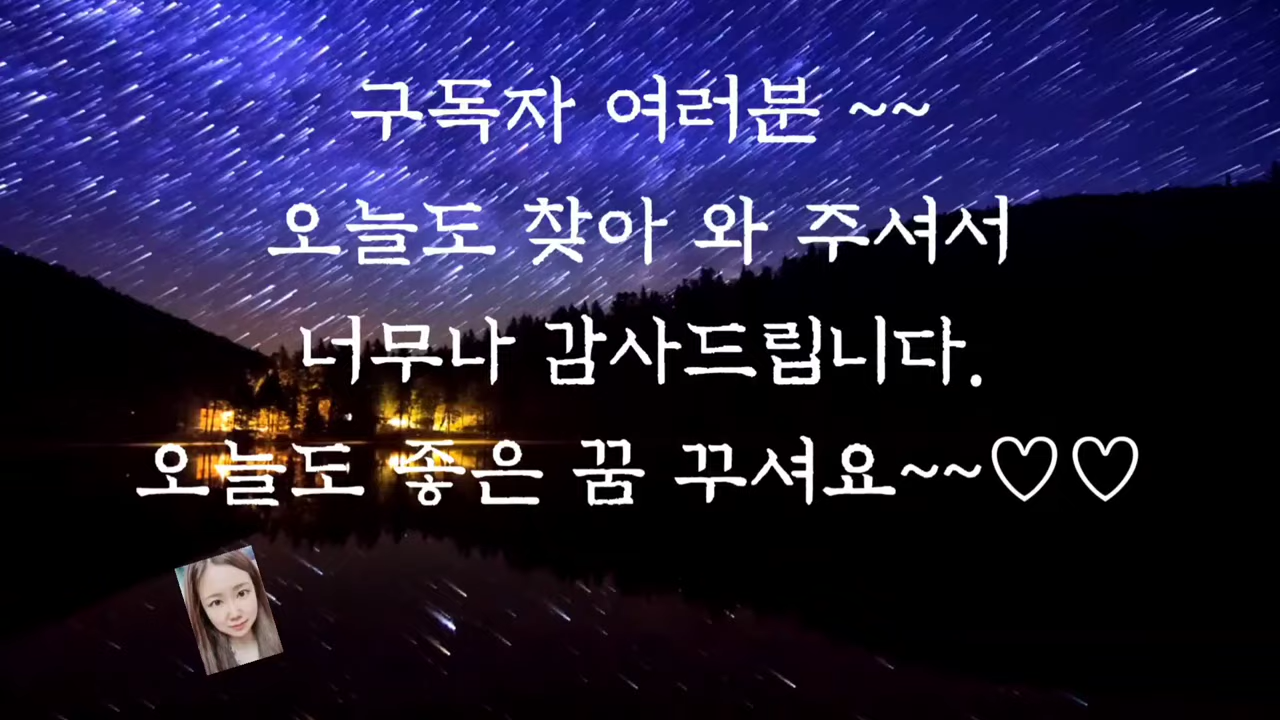 구독자 여러분 ~~
오늘도 찾아 와 주셔서
너무나 감사드립니다.
오늘도 좋은 꿈 꾸셔요~~♡♡